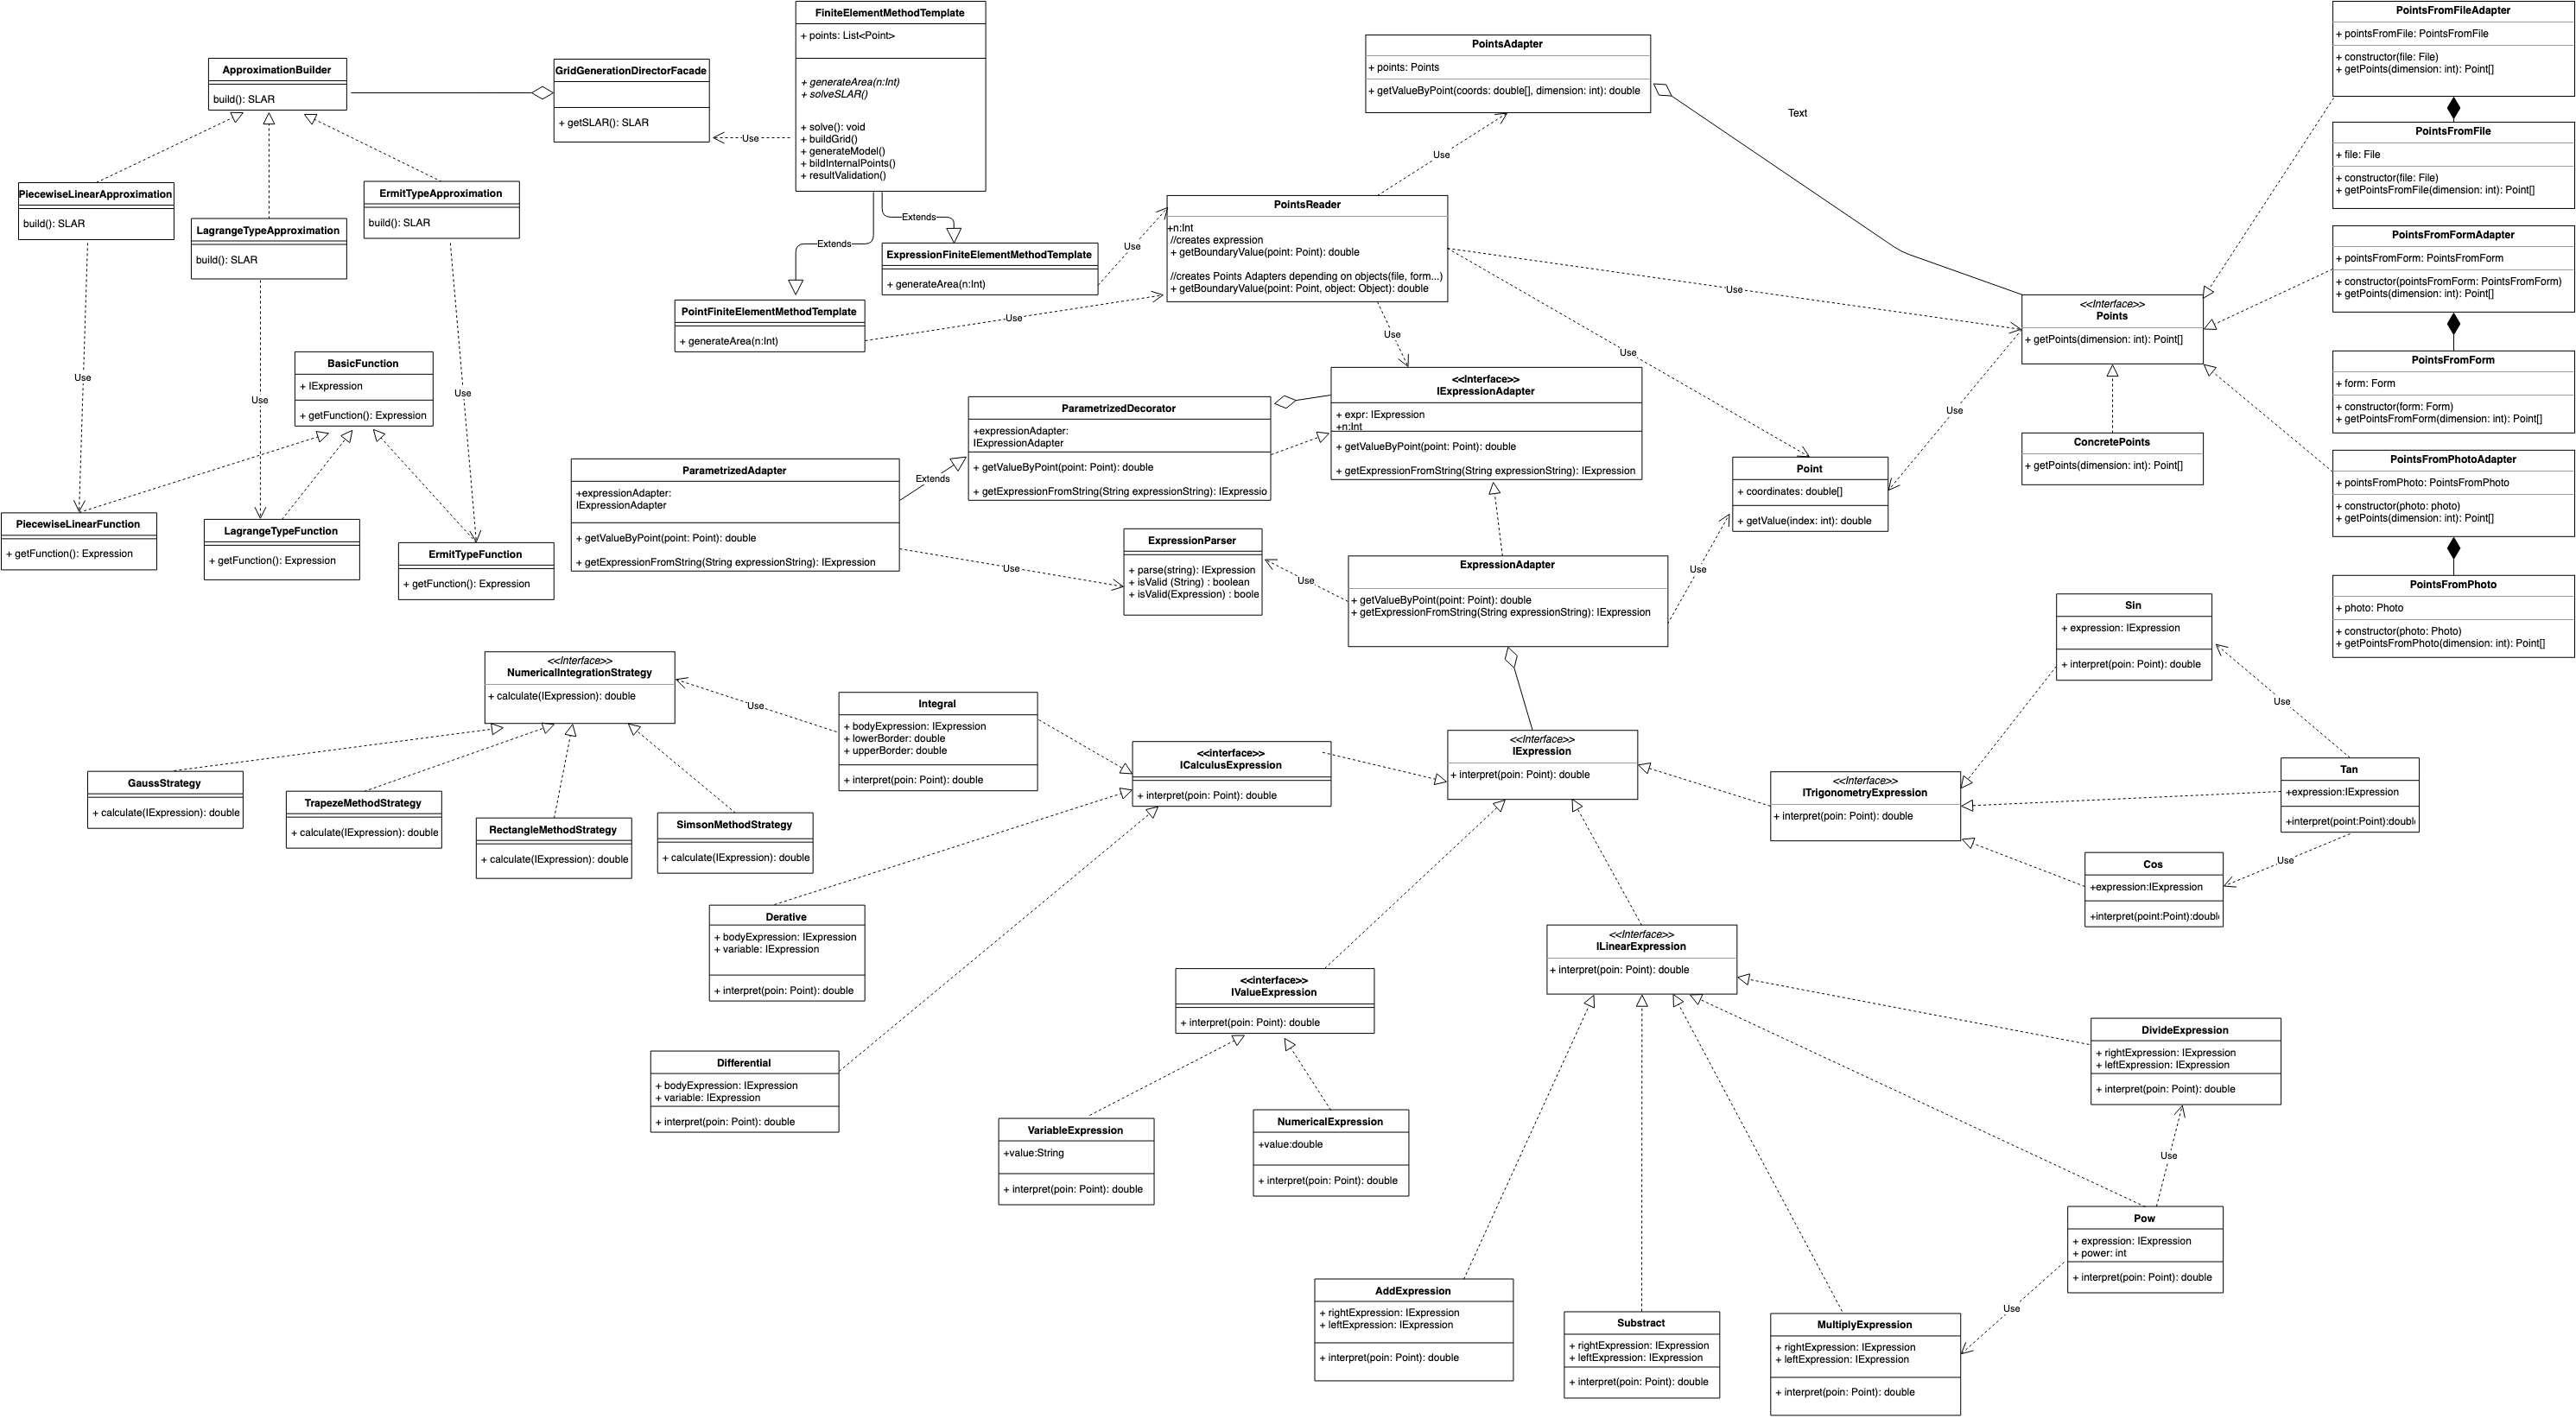 FiniteElementMethodTemplate
+ points: List<Point>
+ generateArea(n:Int)
+ solveSLAR()
+ solve(): void
+ buildGrid()
+ generateModel()
+ bildInternalPoints()
+ resultValidation()
ApproximationBuilder
build(): SLAR
GridGenerationDirectorFacade
+ getSLAR(): SLAR
Use
PiecewiseLinearApproximation
build(): SLAR
LagrangeTypeApproximation
build(): SLAR
ErmitTypeApproximation
build(): SLAR
Extends
Extends
ExpressionFiniteElementMethodTemplate
+ generateArea(n:Int)
PointFiniteElementMethodTemplate
+ generateArea(n:Int)
Use
Use
Use
Use
Use
BasicFunction
+ IExpression
+ getFunction(): Expression
PiecewiseLinearFunction
+ getFunction(): Expression
LagrangeTypeFunction
+ getFunction(): Expression
ErmitTypeFunction
+ getFunction(): Expression
PointsAdapter
+ points: Points
+ getValueByPoint(coords: double[], dimension: int): double
Text
Use
PointsReader
+n:Int
//creates expression
+ getBoundaryValue(point: Point): double
//creates Points Adapters depending on objects(file, form...)
+ getBoundaryValue(point: Point, object: Object): double
Use
Use
Use
Use
<<Interface>>
Points
+ getPoints(dimension: int): Point[]
ConcretePoints
+ getPoints(dimension: int): Point[]
PointsFromFileAdapter
+ pointsFromFile: PointsFromFile
+ constructor(file: File)
+ getPoints(dimension: int): Point[]
PointsFromFile
+ file: File
+ constructor(file: File)
+ getPointsFromFile(dimension: int): Point[]
PointsFromFormAdapter
+ pointsFromForm: PointsFromForm
+ constructor(pointsFromForm: PointsFromForm)
+ getPoints(dimension: int): Point[]
PointsFromForm
+ form: Form
+ constructor(form: Form)
+ getPointsFromForm(dimension: int): Point[]
PointsFromPhotoAdapter
+ pointsFromPhoto: PointsFromPhoto
+ constructor(photo: photo)
+ getPoints(dimension: int): Point[]
PointsFromPhoto
+ photo: Photo
+ constructor(photo: Photo)
+ getPointsFromPhoto(dimension: int): Point[]
<<Interface>>
IExpressionAdapter
+ expr: IExpression
+n:Int
+ getValueByPoint(point: Point): double
+ getExpressionFromString(String expressionString): IExpression
ParametrizedDecorator
+expressionAdapter:
IExpressionAdapter
+ getValueByPoint(point: Point): double
+ getExpressionFromString(String expressionString): IExpressio
Extends
ParametrizedAdapter
+expressionAdapter:
IExpressionAdapter
+ getValueByPoint(point: Point): double
+ getExpressionFromString(String expressionString): IExpression
Use
ExpressionParser
+ parse(string): IExpression
+ isValid (String) : boolean
+ isValid(Expression) : boole
Use
ExpressionAdapter
+ getValueByPoint(point: Point): double
+ getExpressionFromString(String expressionString): IExpression
Use
Point
+ coordinates: double[]
+ getValue(index: int): double
<<Interface>>
NumericalIntegrationStrategy
+ calculate(IExpression): double
Use
GaussStrategy
+ calculate(IExpression): double
TrapezeMethodStrategy
+ calculate(IExpression): double
RectangleMethodStrategy
+ calculate(IExpression): double
SimsonMethodStrategy
+ calculate(IExpression): double
Integral
+ bodyExpression: IExpression
+ lowerBorder: double
+ upperBorder: double
+ interpret(poin: Point): double
<<interface>>
ICalculusExpression
+ interpret(poin: Point): double
<<Interface>>
IExpression
+ interpret(poin: Point): double
<<Interface>>
ITrigonometryExpression
+ interpret(poin: Point): double
Sin
+ expression: IExpression
+ interpret(poin: Point): double
Use
Tan
+expression:IExpression
+interpret(point:Point):doubl
Use
Cos
+expression:IExpression
+interpret(point:Point):doubl
Derative
+ bodyExpression: IExpression
+ variable: IExpression
+ interpret(poin: Point): double
Differential
+ bodyExpression: IExpression
+ variable: IExpression
+ interpret(poin: Point): double
<<interface>>
IValueExpression
+ interpret(poin: Point): double
VariableExpression
+value:String
+ interpret(poin: Point): double
NumericalExpression
+value:double
+ interpret(poin: Point): double
<<Interface>>
ILinearExpression
+ interpret(poin: Point): double
DivideExpression
+ rightExpression: IExpression
+ leftExpression: IExpression
+ interpret(poin: Point): double
Use
Pow
+ expression: IExpression
+ power: int
+ interpret(poin: Point): double
Use
AddExpression
+ rightExpression: IExpression
+ leftExpression: IExpression
+ interpret(poin: Point): double
Substract
+ rightExpression: IExpression
+ leftExpression: IExpression
+ interpret(poin: Point): double
MultiplyExpression
+ rightExpression: IExpression
+ leftExpression: IExpression
+ interpret(poin: Point): double